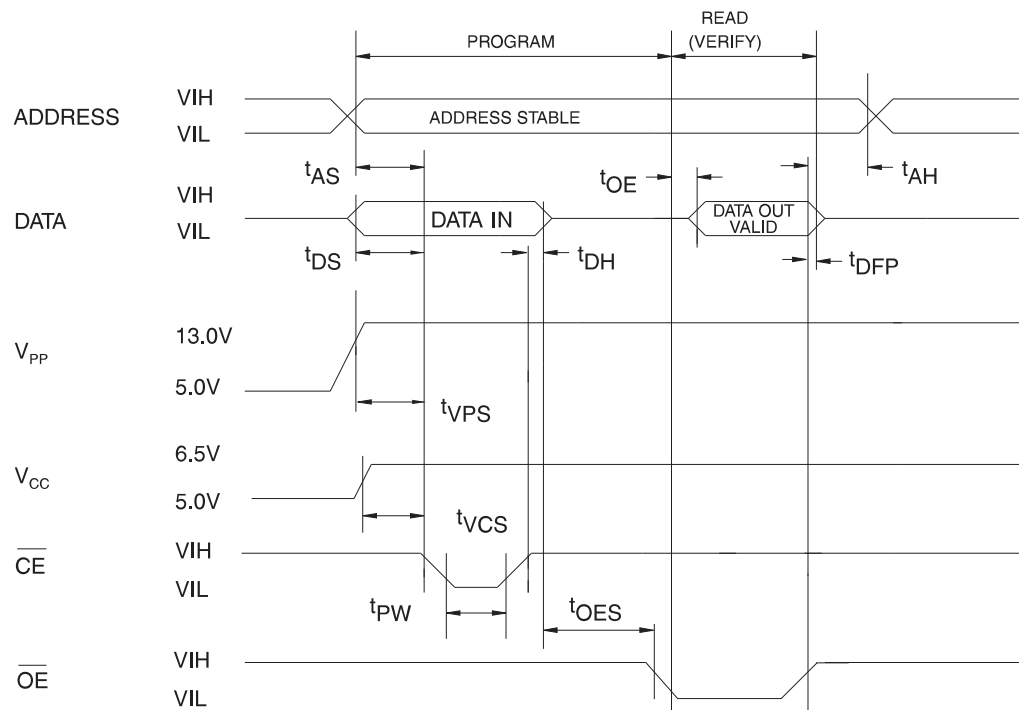 READ
PROGRAM (VERIFY)
VIH
ADDRESS ADDRESS STABLE
VIL
tAS tOE tAH
VIH
DATA DATA IN DATA OUT VALID
VIL
tDS tDH tDFP
13.0V
VPP
5.0V
tVPS
6.5V
VCC
5.0V
tVCS
VIH
C̅E̅
VIL
tPW tOES
VIH
O̅E̅
VIL